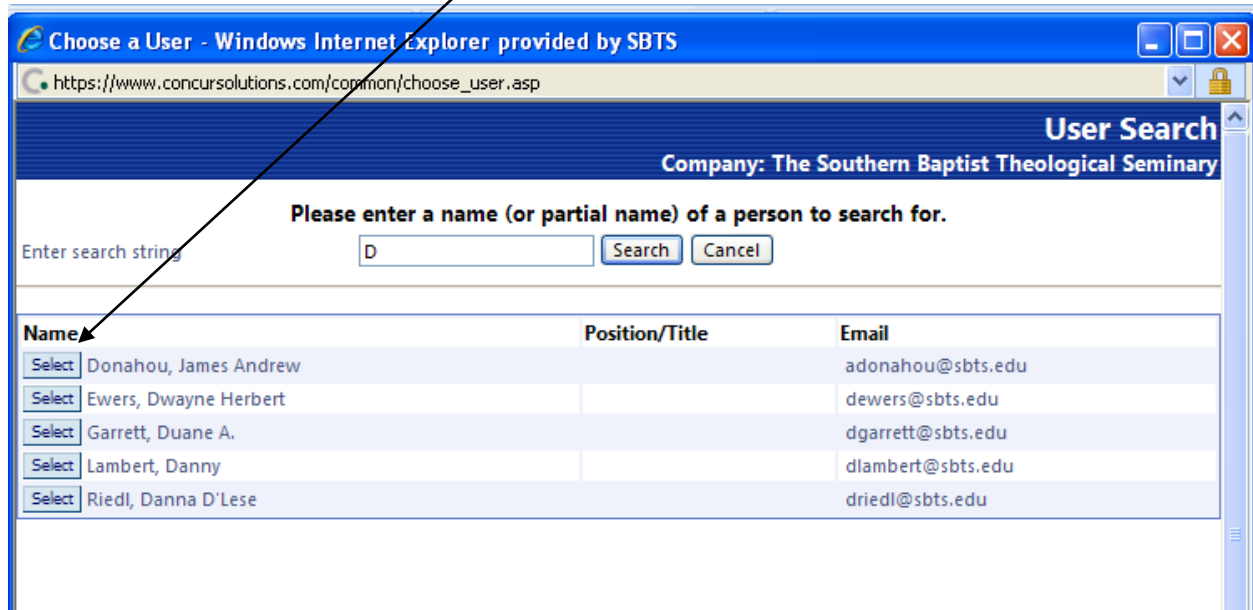 Choose a User - Windows Internet Explorer provided by SBTS
https://www.concursolutions.com/common/choose_user.asp
User Search
Company: The Southern Baptist Theological Seminary
Please enter a name (or partial name) of a person to search for.
Enter search string D Search Cancel
Name Position/Title Email
Select Donahou, James Andrew adonahou@sbts.edu
Select Ewers, Dwayne Herbert dewers@sbts.edu
Select Garrett, Duane A. dgarrett@sbts.edu
Select Lambert, Danny dlambert@sbts.edu
Select Riedl, Danna D'Lese driedl@sbts.edu